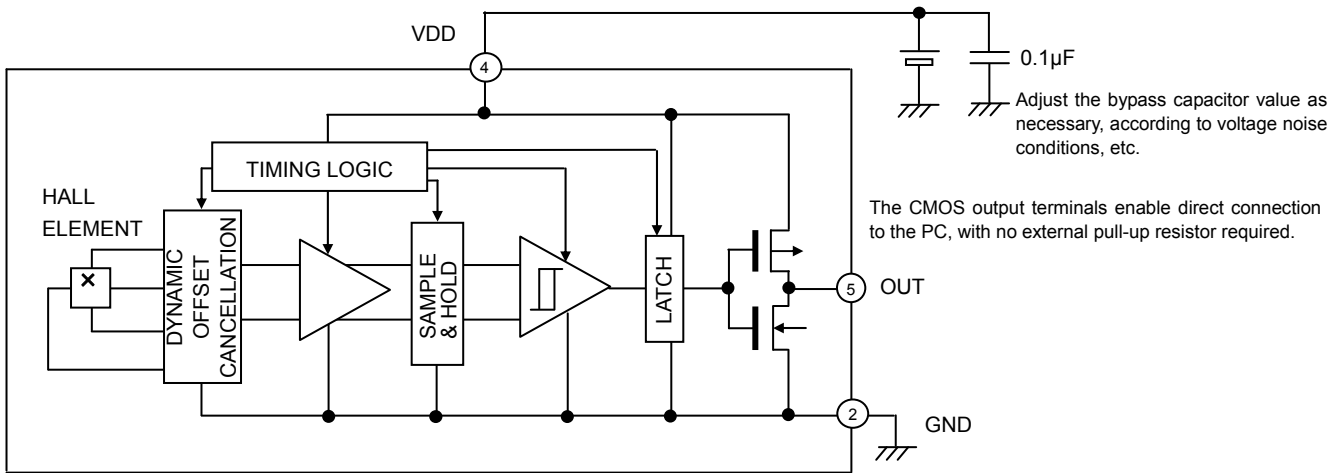 VDD
4
0.1µF
Adjust the bypass capacitor value as
necessary, according to voltage noise
conditions, etc.
TIMING LOGIC
HALL
ELEMENT
×
DYNAMIC
OFFSET
CANCELLATION
SAMPLE
& HOLD
LATCH
The CMOS output terminals enable direct connection
to the PC, with no external pull-up resistor required.
5
OUT
2
GND